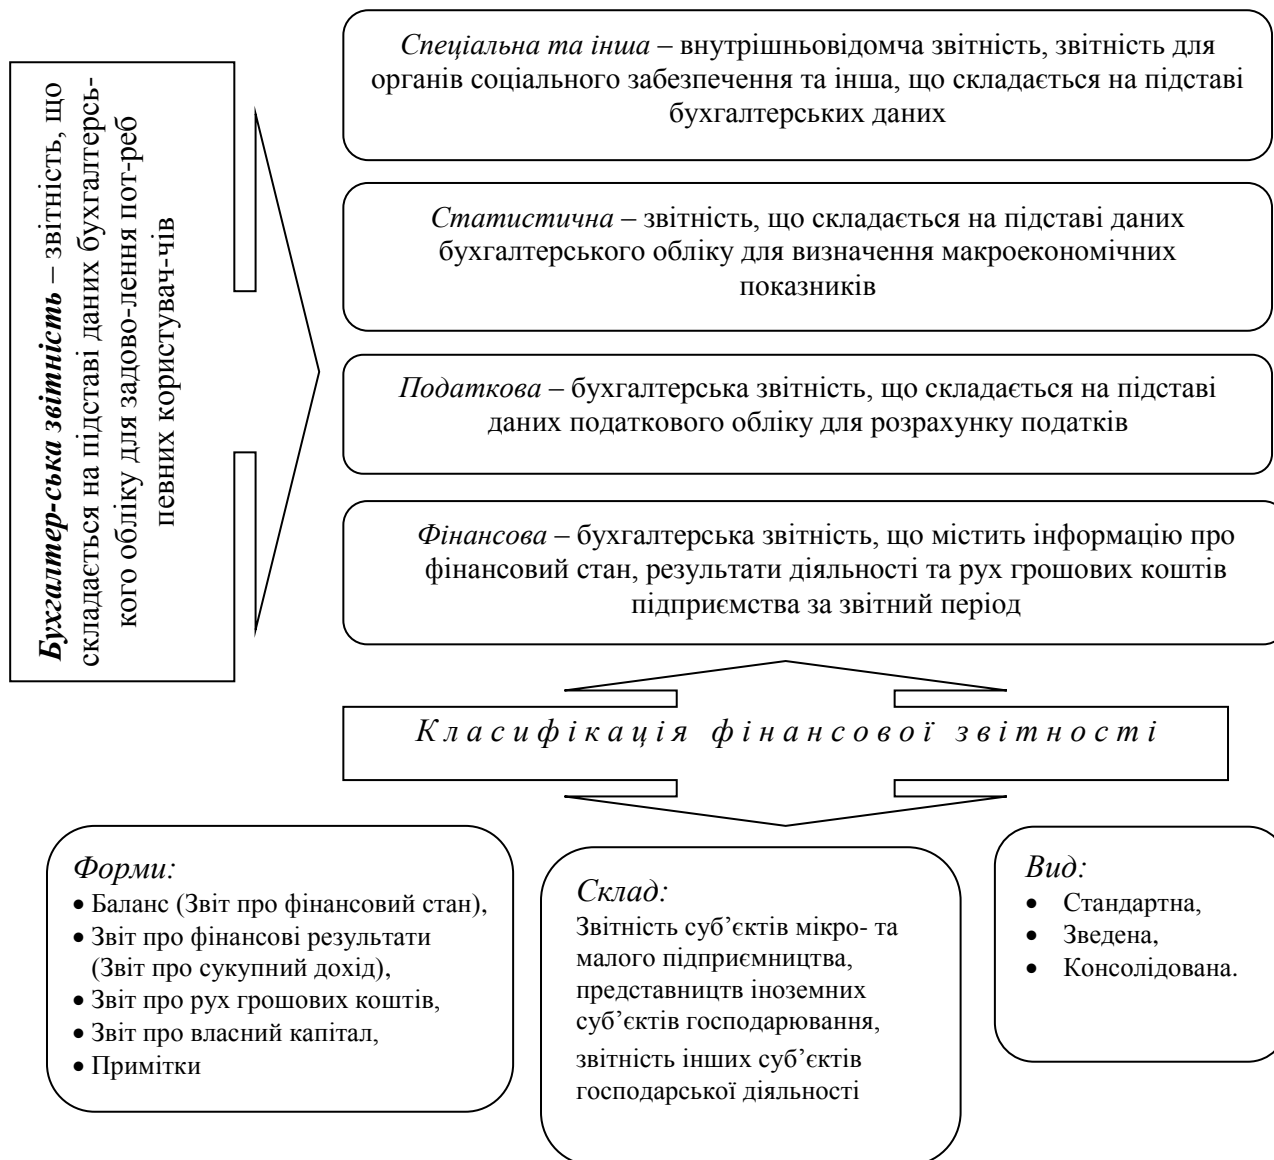 Бухгалтер-ська звітність – звітність, що
складається на підставі даних бухгалтерсь-
кого обліку для задово-лення пот-реб
певних користувач-чів
Спеціальна та інша – внутрішньовідомча звітність, звітність для
органів соціального забезпечення та інша, що складається на підставі
бухгалтерських даних
Статистична – звітність, що складається на підставі даних
бухгалтерського обліку для визначення макроекономічних
показників
Податкова – бухгалтерська звітність, що складається на підставі
даних податкового обліку для розрахунку податків
Фінансова – бухгалтерська звітність, що містить інформацію про
фінансовий стан, результати діяльності та рух грошових коштів
підприємства за звітний період
Класифікація фінансової звітності
Форми:
• Баланс (Звіт про фінансовий стан),
• Звіт про фінансові результати
(Звіт про сукупний дохід),
• Звіт про рух грошових коштів,
• Звіт про власний капітал,
• Примітки
Склад:
Звітність суб’єктів мікро- та
малого підприємництва,
представництв іноземних
суб’єктів господарювання,
звітність інших суб’єктів
господарської діяльності
Вид:
• Стандартна,
• Зведена,
• Консолідована.